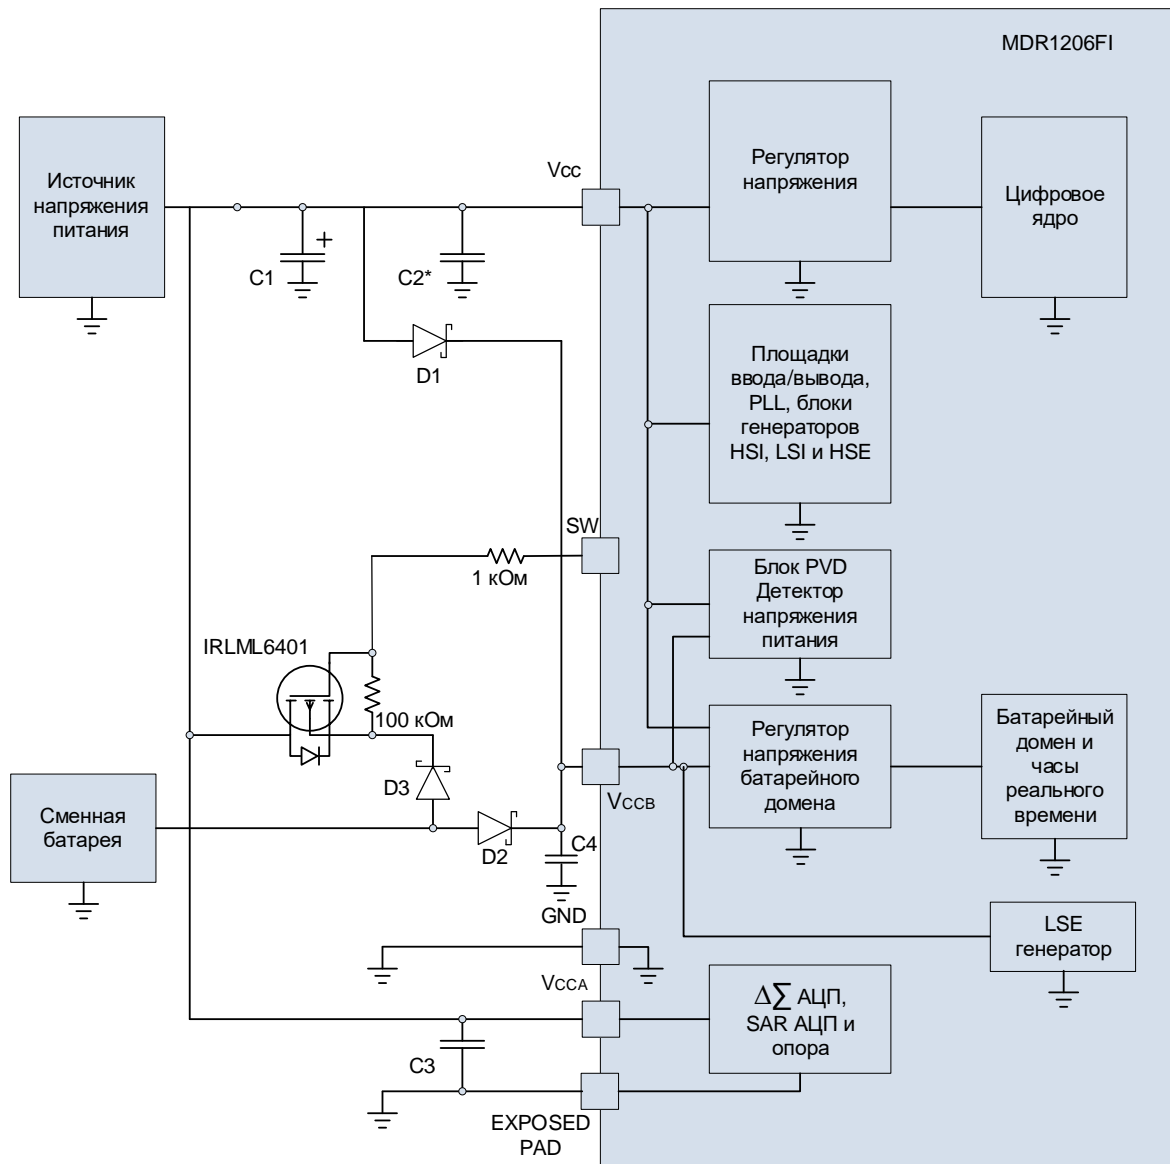 MDR1206FI
Источник
напряжения
питания
Vcc
Регулятор
напряжения
Цифровое
ядро
C1
+
C2*
D1
Площадки
ввода/вывода,
PLL, блоки
генераторов
HSI, LSI и HSE
SW
1 кОм
Блок PVD
Детектор
напряжения
питания
IRLML6401
100 кОм
Регулятор
напряжения
батарейного
домена
Батарейный
домен и
часы
реального
времени
D3
VCCB
Сменная
батарея
D2
C4
GND
LSE
генератор
VCCA
ΔΣ АЦП,
SAR АЦП и
опора
C3
EXPOSED
PAD